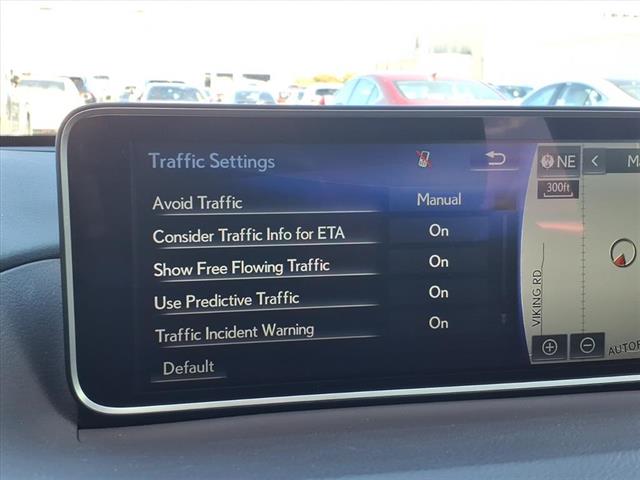 Traffic Settings
NE
Avoid Traffic Manual
300ft
Consider Traffic Info for ETA On
Show Free Flowing Traffic On
Use Predictive Traffic On
VIKING RD
Traffic Incident Warning On
Default